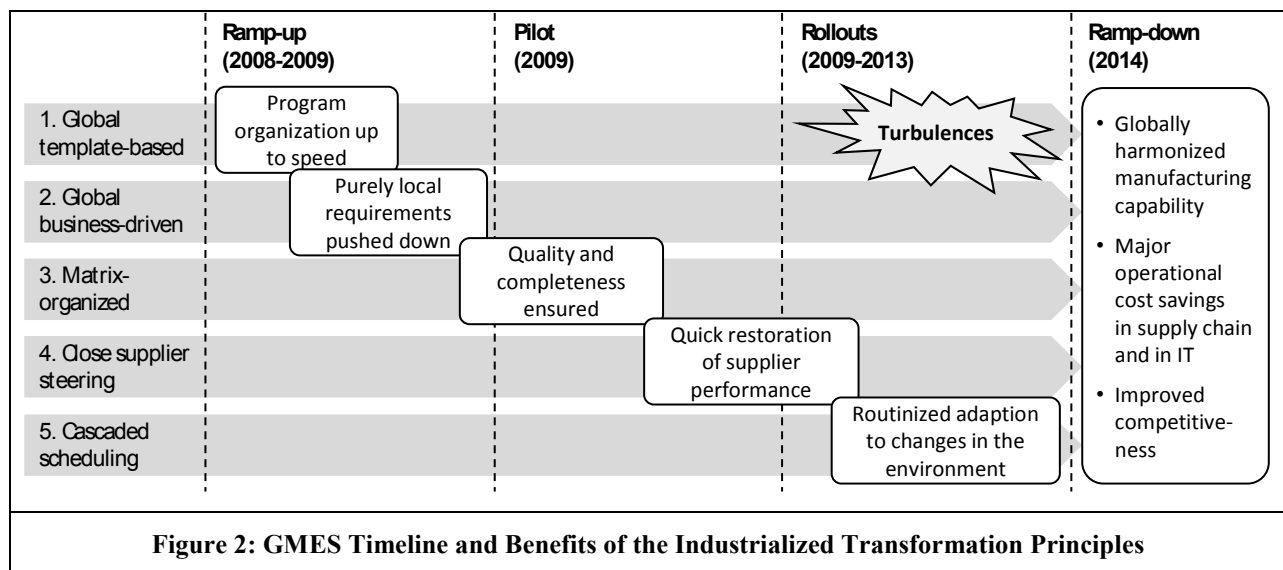 Ramp-up
(2008-2009)
Pilot
(2009)
Rollouts
(2009-2013)
Ramp-down
(2014)
1. Global
template-based
Program
organization up
to speed
Turbulences
2. Global
business-driven
Purely local
requirements
pushed down
3. Matrix-
organized
Quality and
completeness
ensured
4. Close supplier
steering
Quick restoration
of supplier
performance
5. Cascaded
scheduling
Routinized adaption
to changes in the
environment
• Globally
harmonized
manufacturing
capability
• Major
operational
cost savings
in supply chain
and in IT
• Improved
competitive-
ness
Figure 2: GMES Timeline and Benefits of the Industrialized Transformation Principles